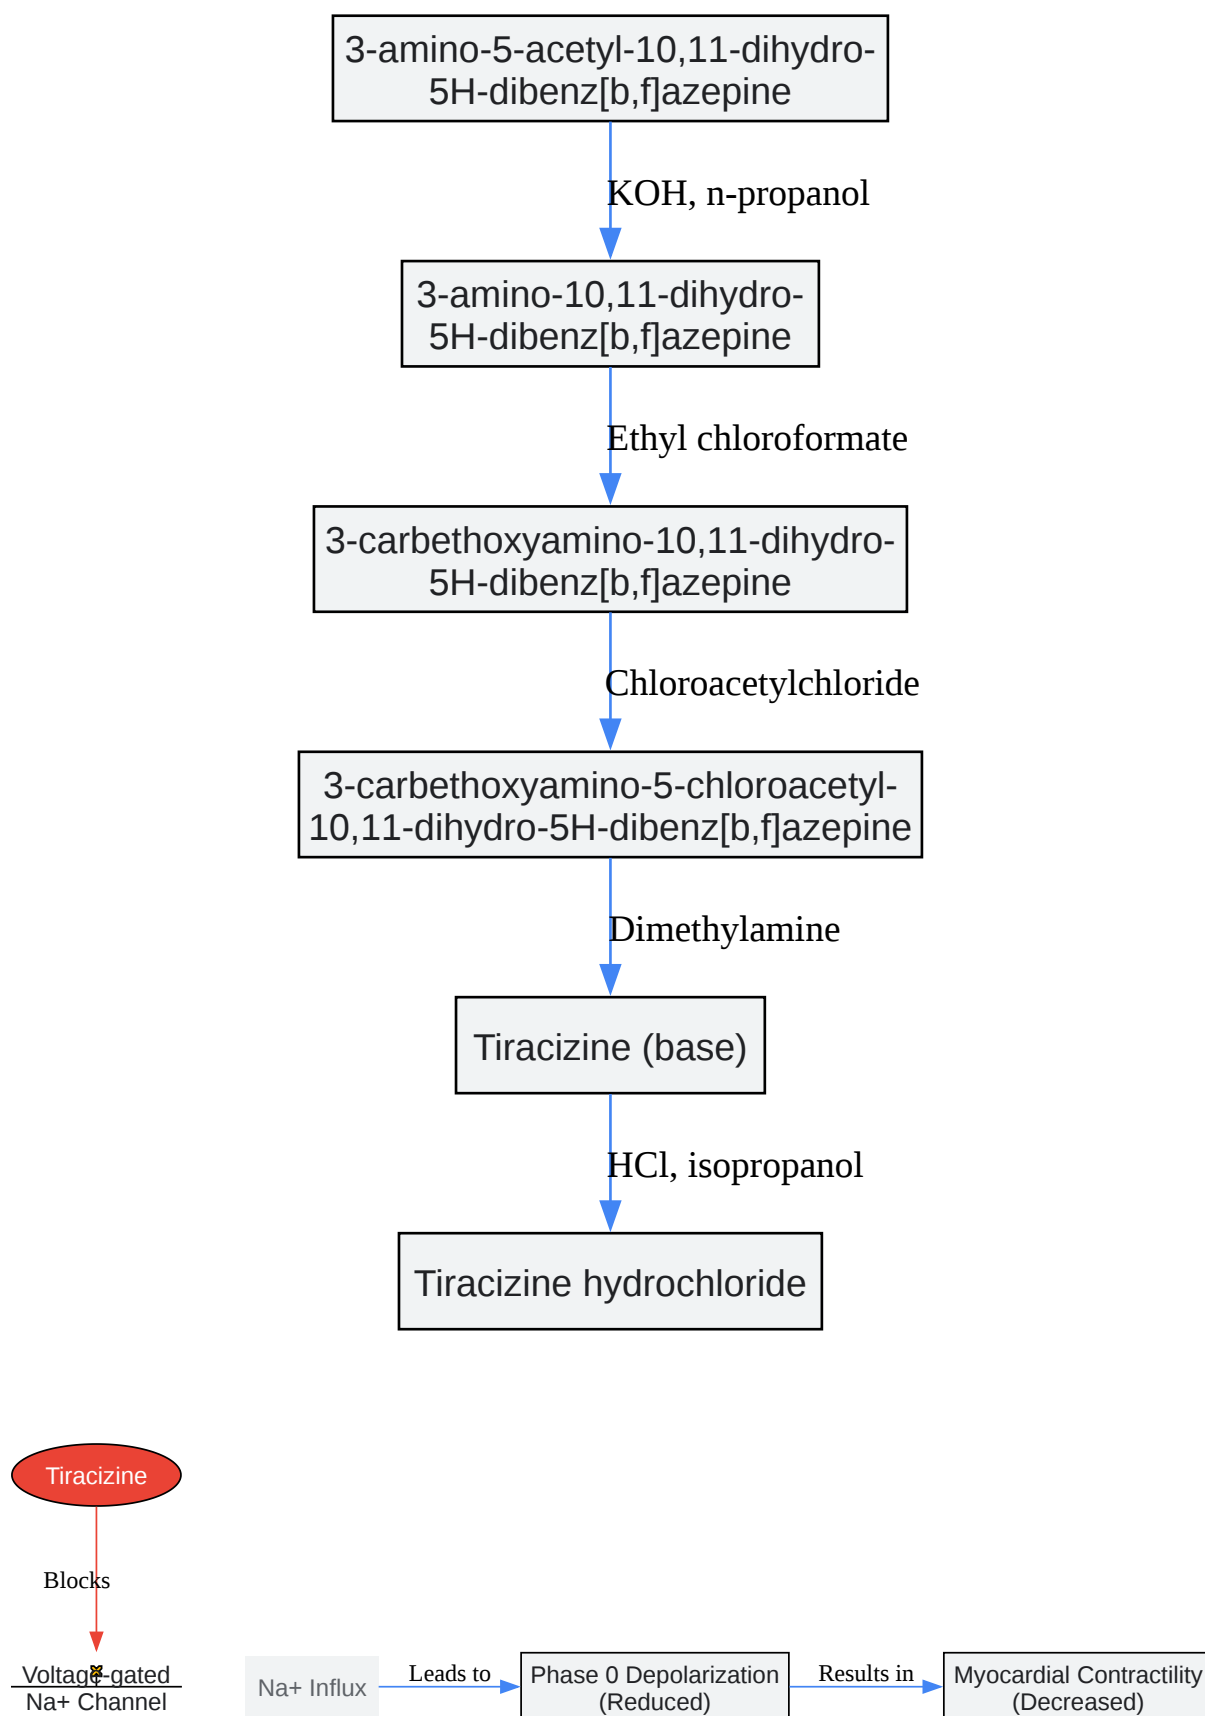 3-amino-5-acetyl-10,11-dihydro-
5H-dibenz[b,f]azepine
KOH, n-propanol
3-amino-10,11-dihydro-
5H-dibenz[b,f]azepine
Ethyl chloroformate
3-carbethoxyamino-10,11-dihydro-
5H-dibenz[b,f]azepine
Chloroacetylchloride
3-carbethoxyamino-5-chloroacetyl-
10,11-dihydro-5H-dibenz[b,f]azepine
Dimethylamine
Tiracizine (base)
HCl, isopropanol
Tiracizine hydrochloride
Tiracizine
Blocks
Voltage-gated
Na+ Channel
Na+ Influx
Leads to
Phase 0 Depolarization
(Reduced)
Results in
Myocardial Contractility
(Decreased)